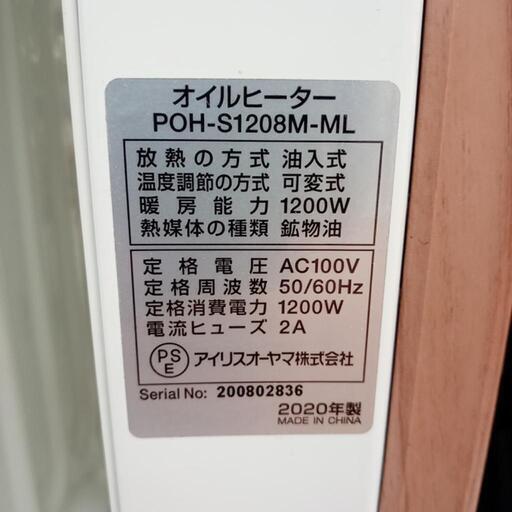 オイルヒーター
POH-S1208M-ML
放熱の方式 油入式
温度調節の方式 可変式
暖房能力 1200W
熱媒体の種類 鉱物油
定格電圧 AC100V
定格周波数 50/60Hz
定格消費電力 1200W
電流ヒューズ 2A
PSE アイリスオーヤマ株式会社
Serial No: 200802836
2020年製
MADE IN CHINA